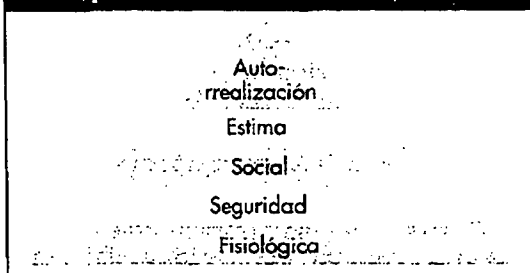 Auto-
rrealización
Estima
Social
Seguridad
Fisiológica